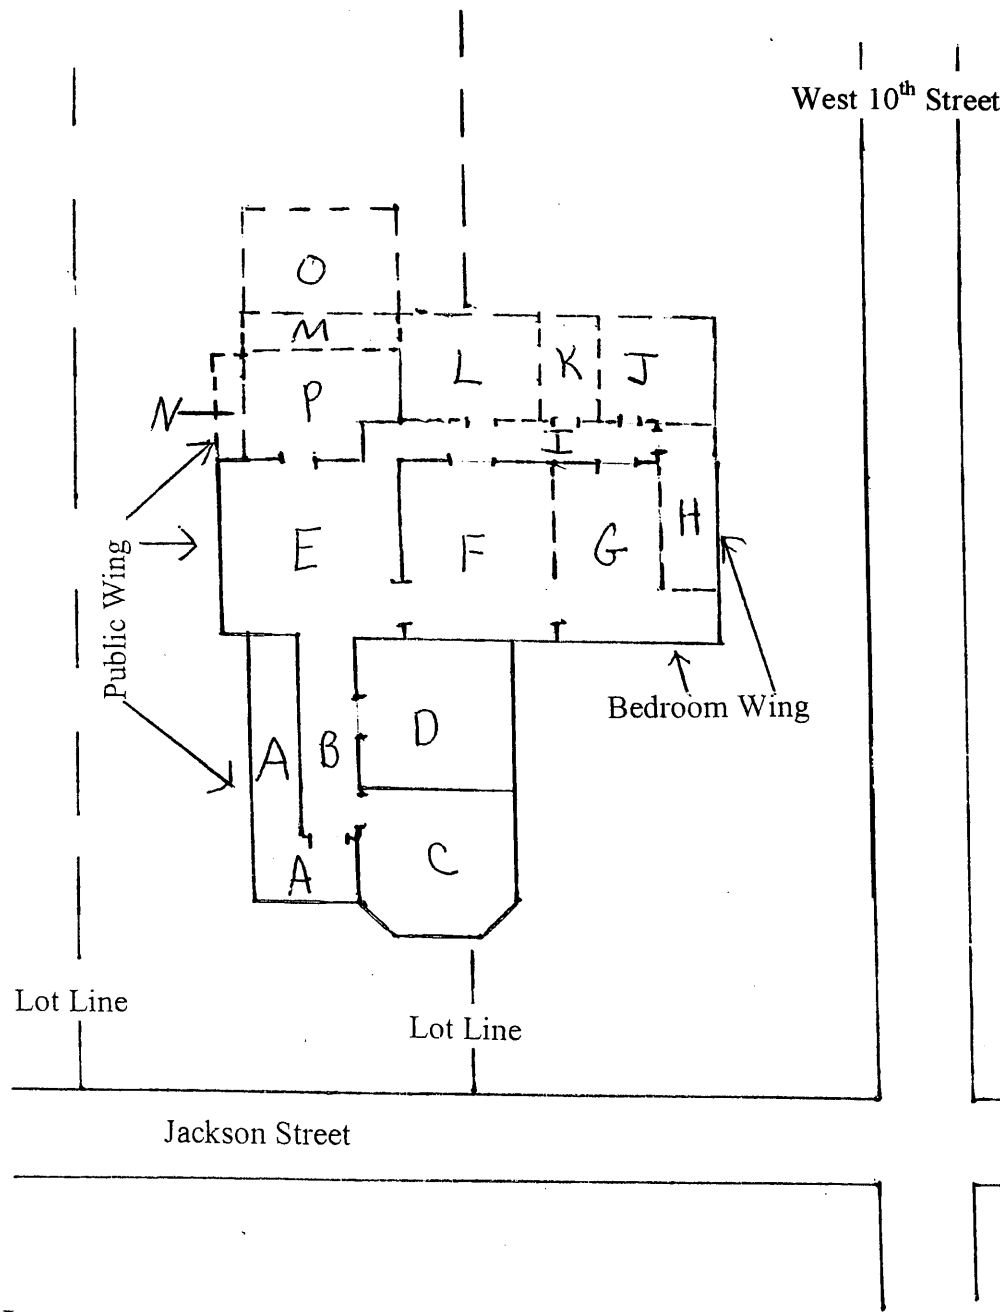 West 10th Street
O
M
L
K
J
P
N
I
E
F
G
H
Public Wing
Bedroom Wing
A
B
D
A
C
Lot Line
Lot Line
Jackson Street